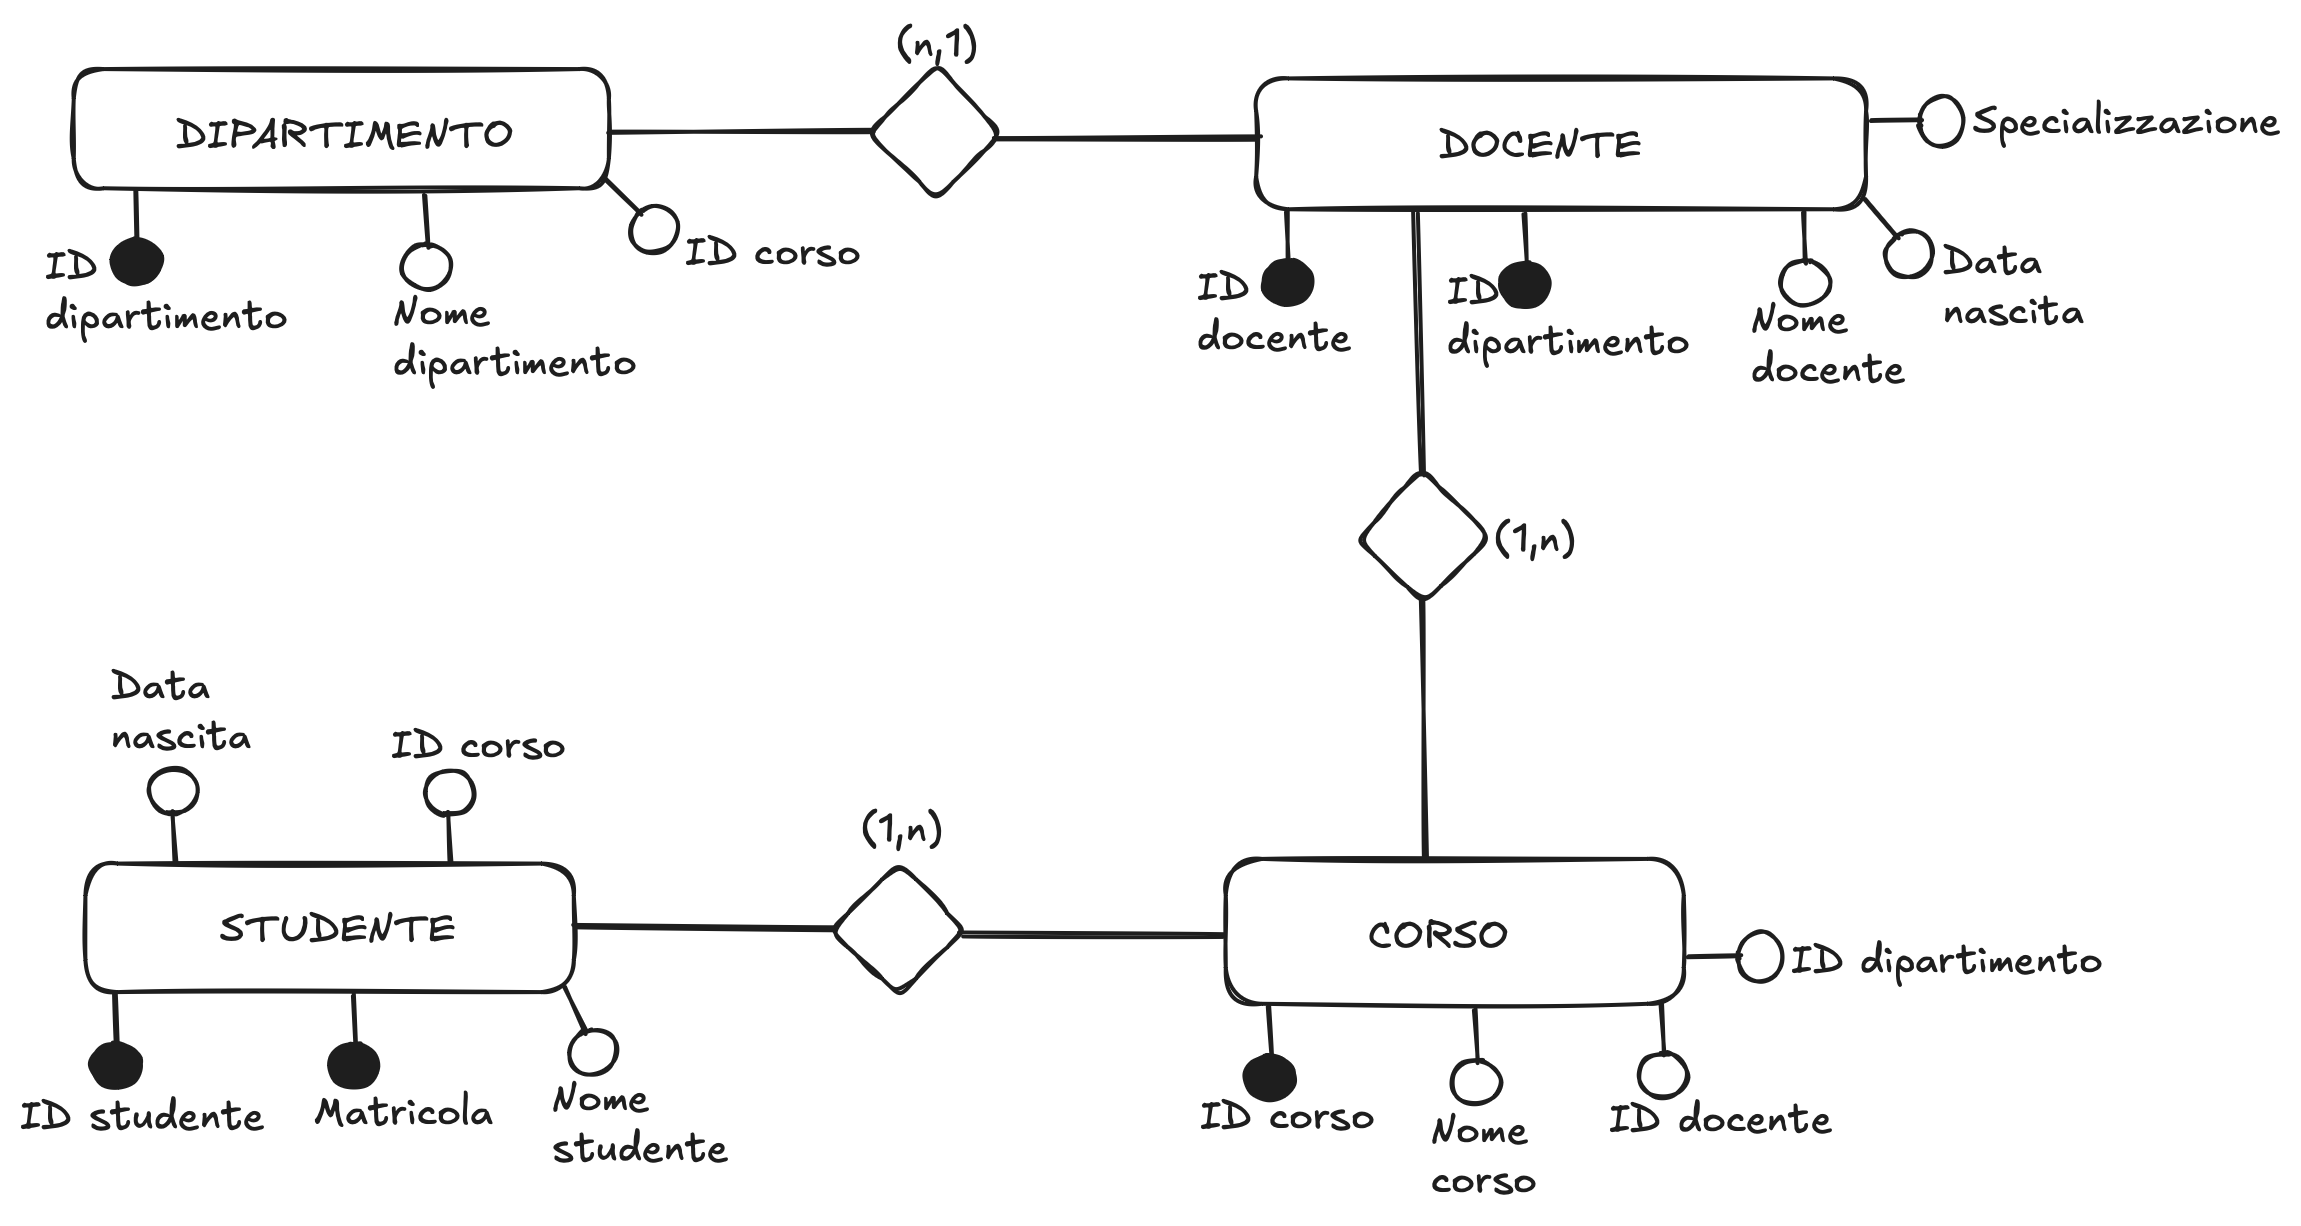 (n,1)
DIPARTIMENTO
DOCENTE
Specializzazione
ID
dipartimento
Nome
dipartimento
ID corso
ID
docente
ID
dipartimento
Nome
docente
Data
nascita
(1,n)
Data
nascita
ID corso
(1,n)
STUDENTE
CORSO
ID dipartimento
ID studente
Matricola
Nome
studente
ID corso
Nome
corso
ID docente